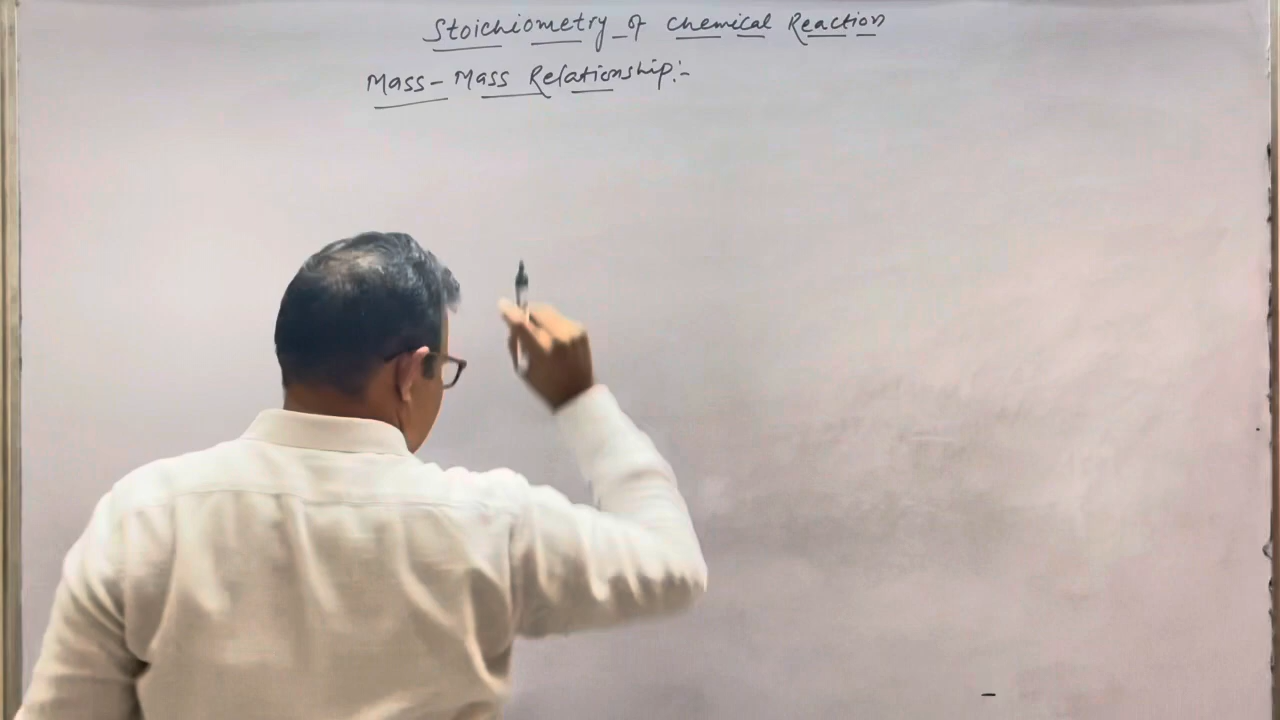 Stoichiometry of Chemical Reaction
Mass - Mass Relationship:-